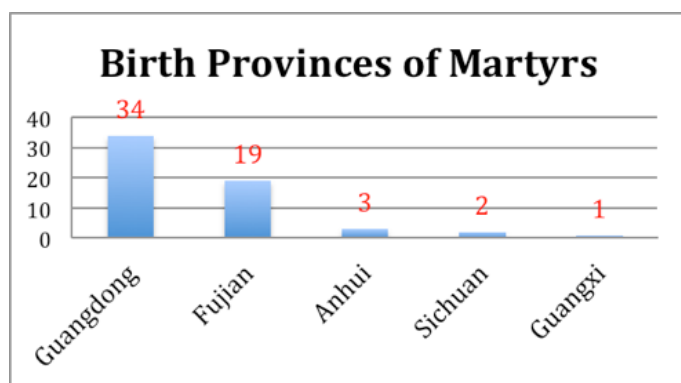 Birth Provinces of Martyrs
40
30
20
10
0
34
19
3
2
1
Guangdong
Fujian
Anhui
Sichuan
Guangxi